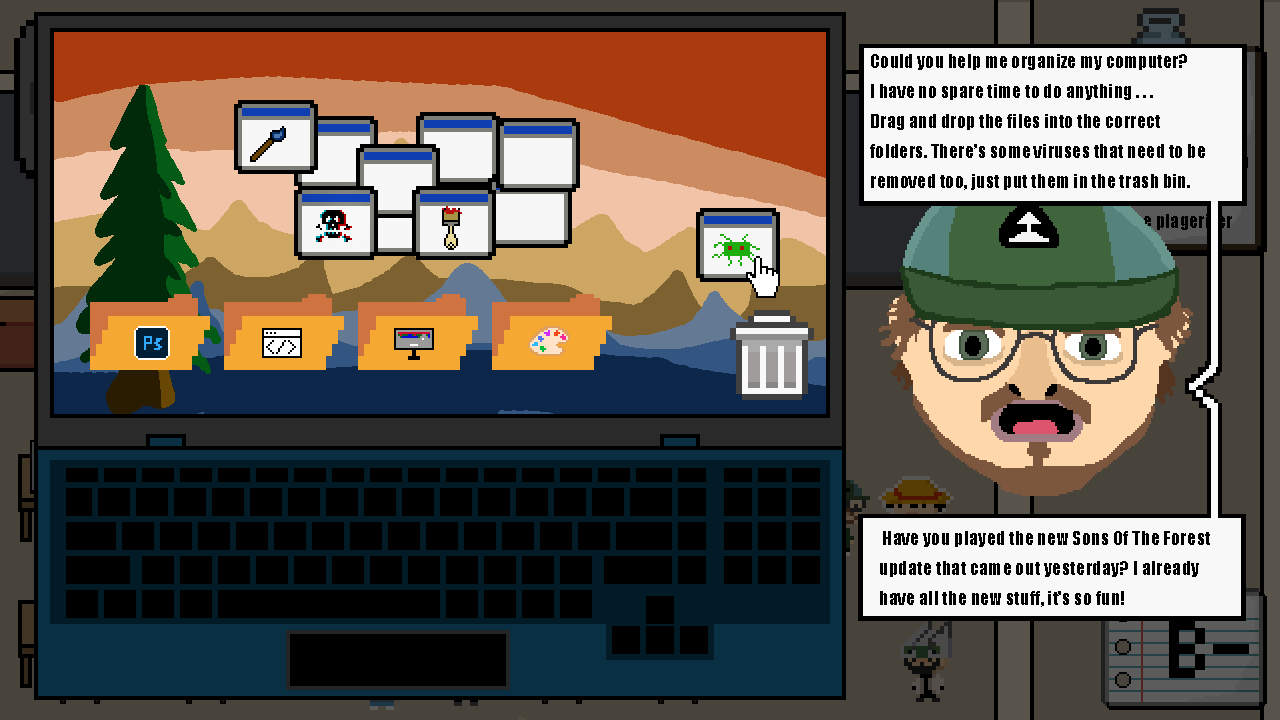 Could you help me organize my computer?
I have no spare time to do anything . . .
Drag and drop the files into the correct
folders. There's some viruses that need to be
removed too, just put them in the trash bin.
Ps
</>
Have you played the new Sons Of The Forest
update that came out yesterday? I already
have all the new stuff, it's so fun!
B-